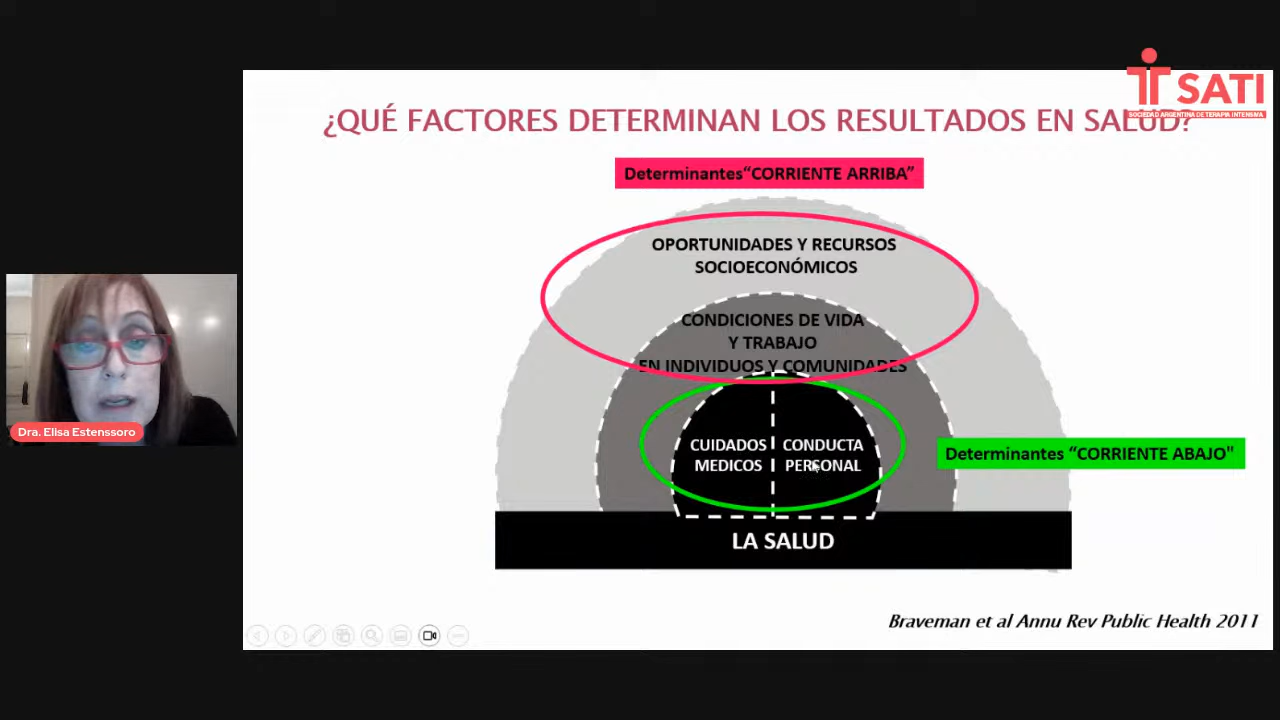 SATI
SOCIEDAD ARGENTINA DE TERAPIA INTENSIVA
¿QUÉ FACTORES DETERMINAN LOS RESULTADOS EN SALUD?
Determinantes“CORRIENTE ARRIBA”
OPORTUNIDADES Y RECURSOS
SOCIOECONÓMICOS
CONDICIONES DE VIDA
Y TRABAJO
EN INDIVIDUOS Y COMUNIDADES
CUIDADOS
MEDICOS
CONDUCTA
PERSONAL
Determinantes “CORRIENTE ABAJO"
LA SALUD
Dra. Elisa Estenssoro
Braveman et al Annu Rev Public Health 2011